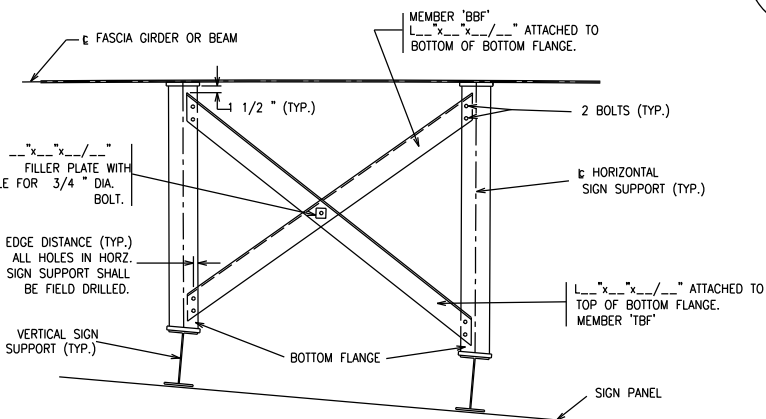 MEMBER 'BBF'
L__"x__"x__/__" ATTACHED TO
BOTTOM OF BOTTOM FLANGE.
℄ FASCIA GIRDER OR BEAM
1 1/2 " (TYP.)
2 BOLTS (TYP.)
__"x__"x__/__"
FILLER PLATE WITH
LE FOR 3/4 " DIA.
BOLT.
℄ HORIZONTAL
SIGN SUPPORT (TYP.)
EDGE DISTANCE (TYP.)
ALL HOLES IN HORZ.
SIGN SUPPORT SHALL
BE FIELD DRILLED.
L__"x__"x__/__" ATTACHED TO
TOP OF BOTTOM FLANGE.
MEMBER 'TBF'
VERTICAL SIGN
SUPPORT (TYP.)
BOTTOM FLANGE
SIGN PANEL